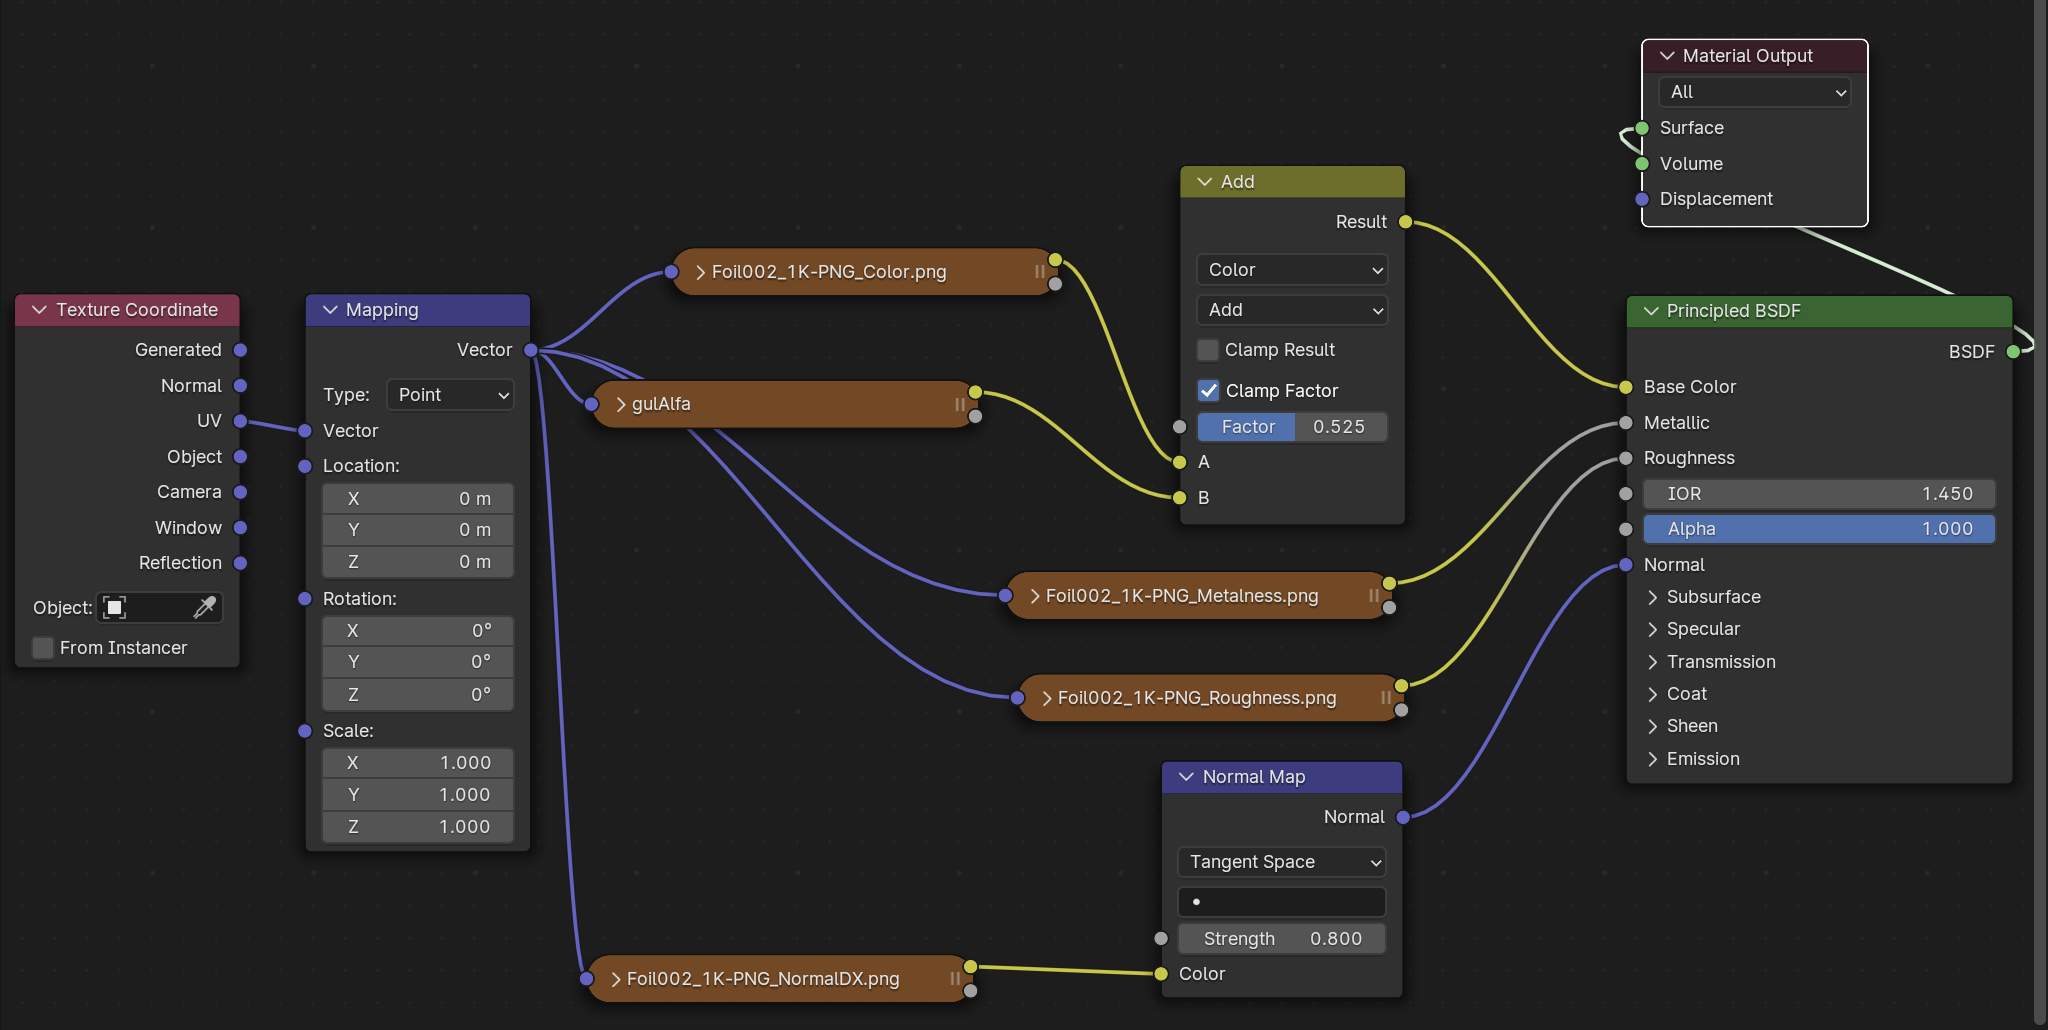 Texture Coordinate
Generated
Normal
UV
Object
Camera
Window
Reflection
Object:
From Instancer
Mapping
Vector
Type: Point
Vector
Location:
X 0 m
Y 0 m
Z 0 m
Rotation:
X 0°
Y 0°
Z 0°
Scale:
X 1.000
Y 1.000
Z 1.000
Foil002_1K-PNG_Color.png
gulAlfa
Foil002_1K-PNG_Metalness.png
Foil002_1K-PNG_Roughness.png
Foil002_1K-PNG_NormalDX.png
Add
Result
Color
Add
Clamp Result
Clamp Factor
Factor 0.525
A
B
Normal Map
Normal
Tangent Space
Strength 0.800
Color
Material Output
All
Surface
Volume
Displacement
Principled BSDF
BSDF
Base Color
Metallic
Roughness
IOR 1.450
Alpha 1.000
Normal
Subsurface
Specular
Transmission
Coat
Sheen
Emission